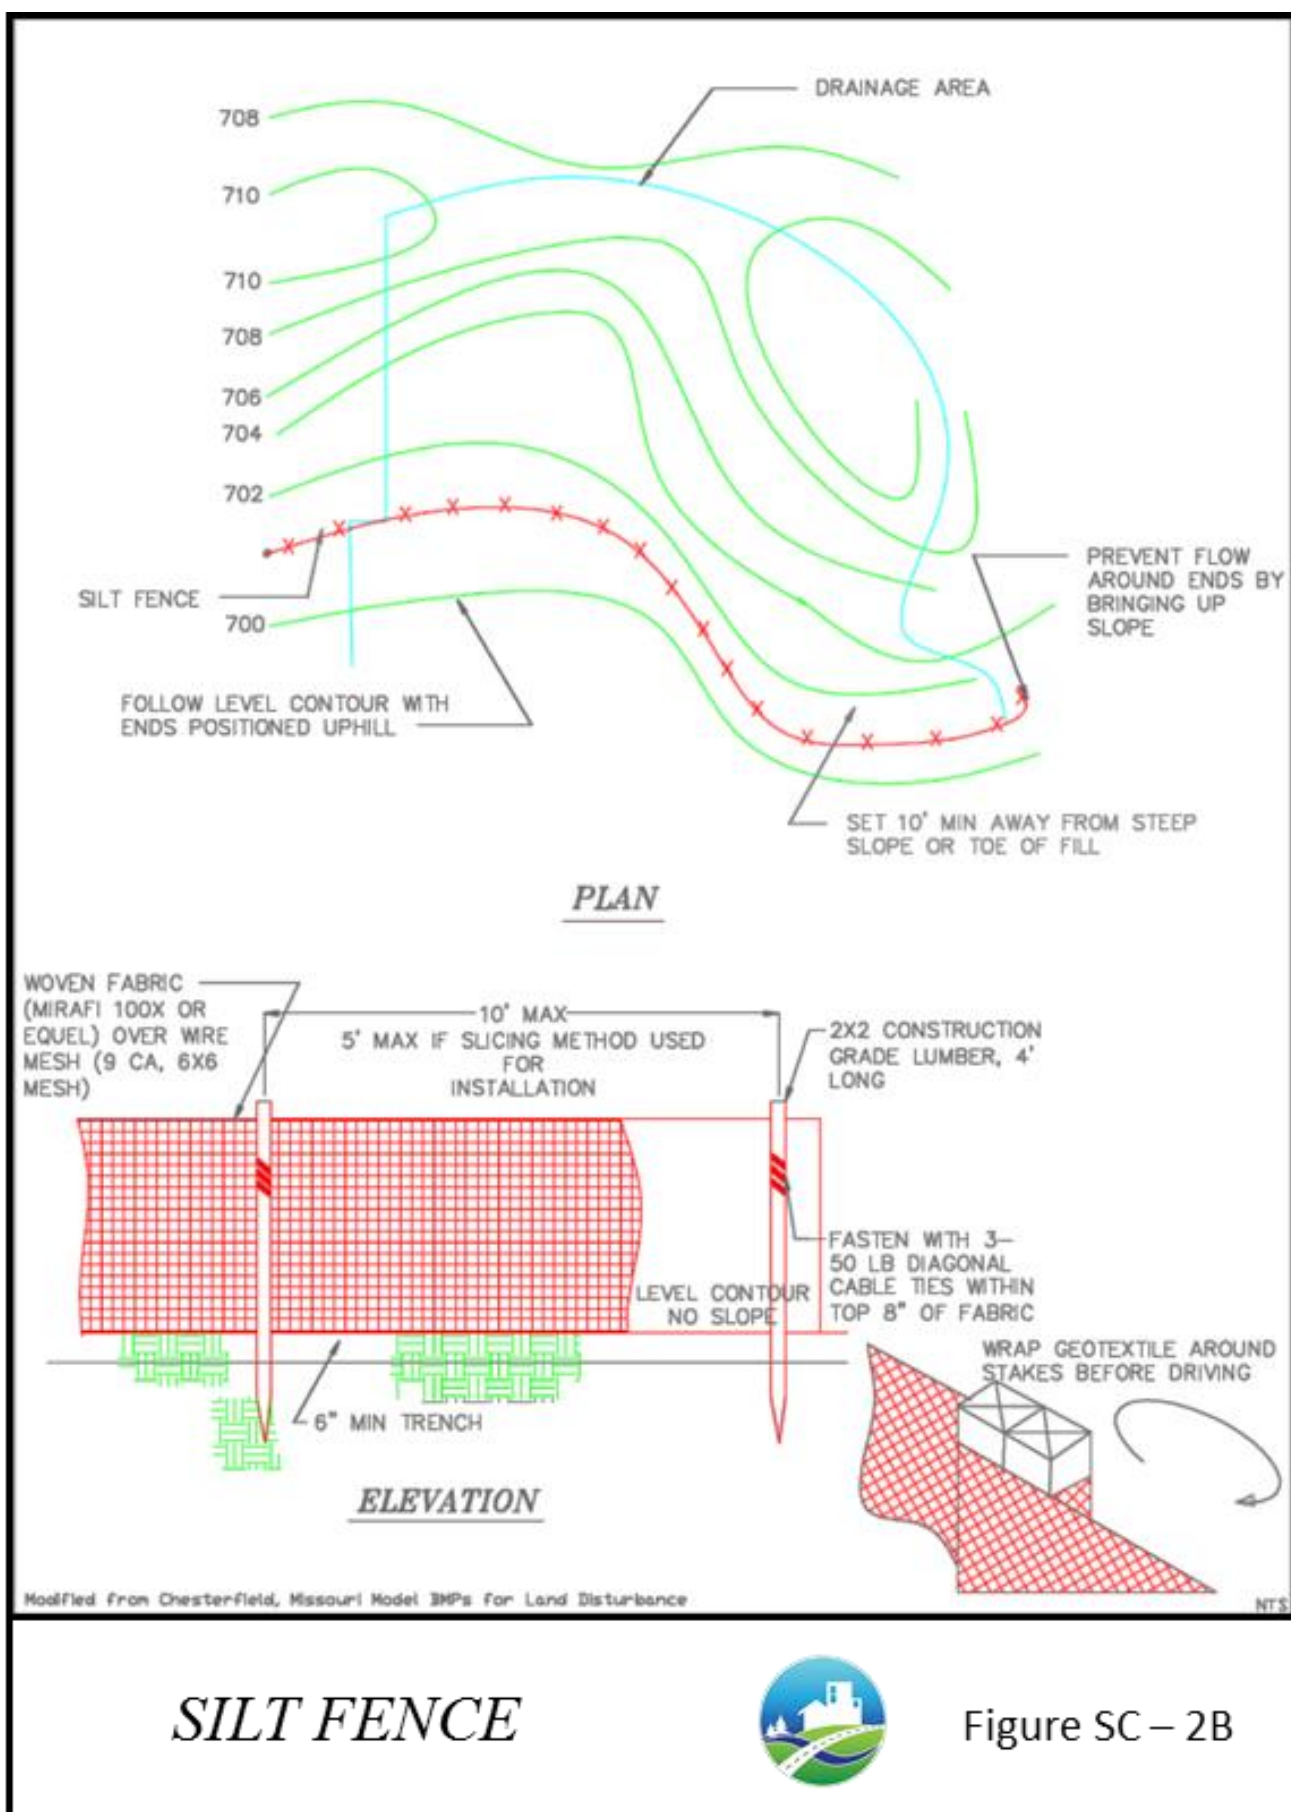 DRAINAGE AREA
708
710
710
708
706
704
702
SILT FENCE
700
PREVENT FLOW
AROUND ENDS BY
BRINGING UP
SLOPE
FOLLOW LEVEL CONTOUR WITH
ENDS POSITIONED UPHILL
SET 10' MIN AWAY FROM STEEP
SLOPE OR TOE OF FILL
PLAN
WOVEN FABRIC
(MIRAFI 100X OR
EQUEL) OVER WIRE
MESH (9 CA, 6X6
MESH)
10' MAX
5' MAX IF SLICING METHOD USED
FOR
INSTALLATION
2X2 CONSTRUCTION
GRADE LUMBER, 4'
LONG
FASTEN WITH 3-
50 LB DIAGONAL
CABLE TIES WITHIN
TOP 8" OF FABRIC
LEVEL CONTOUR
NO SLOPE
6" MIN TRENCH
WRAP GEOTEXTILE AROUND
STAKES BEFORE DRIVING
ELEVATION
Modified from Chesterfield, Missouri Model BMPs for Land Disturbance
NTS
SILT FENCE
Figure SC – 2B